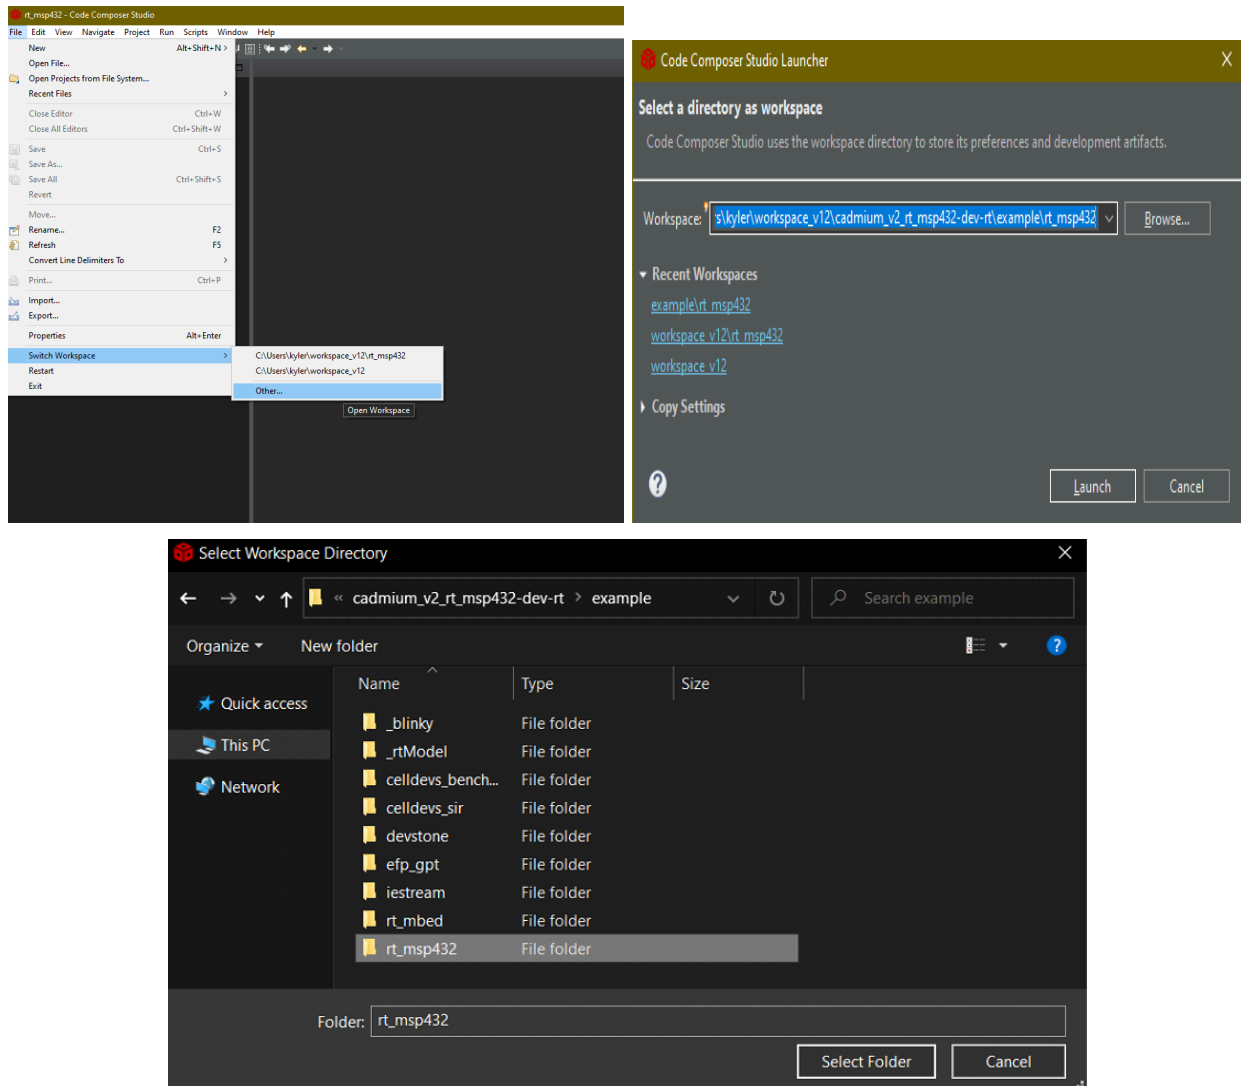 rt_msp432 - Code Composer Studio
File Edit View Navigate Project Run Scripts Window Help
New Alt+Shift+N >
Open File...
Open Projects from File System...
Recent Files >
Close Editor Ctrl+W
Close All Editors Ctrl+Shift+W
Save Ctrl+S
Save As...
Save All Ctrl+Shift+S
Revert
Move...
Rename... F2
Refresh F5
Convert Line Delimiters To >
Print... Ctrl+P
Import...
Export...
Properties Alt+Enter
Switch Workspace >
Restart
Exit
C:\Users\kyler\workspace_v12\rt_msp432
C:\Users\kyler\workspace_v12
Other...
Open Workspace
Code Composer Studio Launcher X
Select a directory as workspace
Code Composer Studio uses the workspace directory to store its preferences and development artifacts.
Workspace: 's\kyler\workspace_v12\cadmium_v2_rt_msp432-dev-rt\example\rt_msp432 Browse...
Recent Workspaces
example\rt_msp432
workspace_v12\rt_msp432
workspace_v12
Copy Settings
?
Launch Cancel
Select Workspace Directory
« cadmium_v2_rt_msp432-dev-rt > example Search example
Organize New folder ?
Name Type Size
Quick access
This PC
Network
_blinky File folder
_rtModel File folder
celldevs_bench... File folder
celldevs_sir File folder
devstone File folder
efp_gpt File folder
iestream File folder
rt_mbed File folder
rt_msp432 File folder
Folder: rt_msp432
Select Folder Cancel